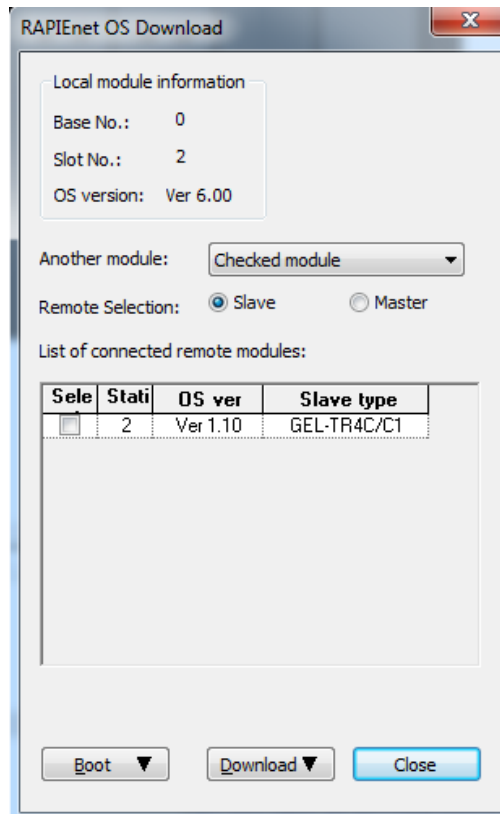 RAPIEnet OS Download
Local module information
Base No.: 0
Slot No.: 2
OS version: Ver 6.00
Another module: Checked module
Remote Selection: Slave Master
List of connected remote modules:
Sele Stati OS ver Slave type
2 Ver 1.10 GEL-TR4C/C1
Boot ▼ Download ▼ Close